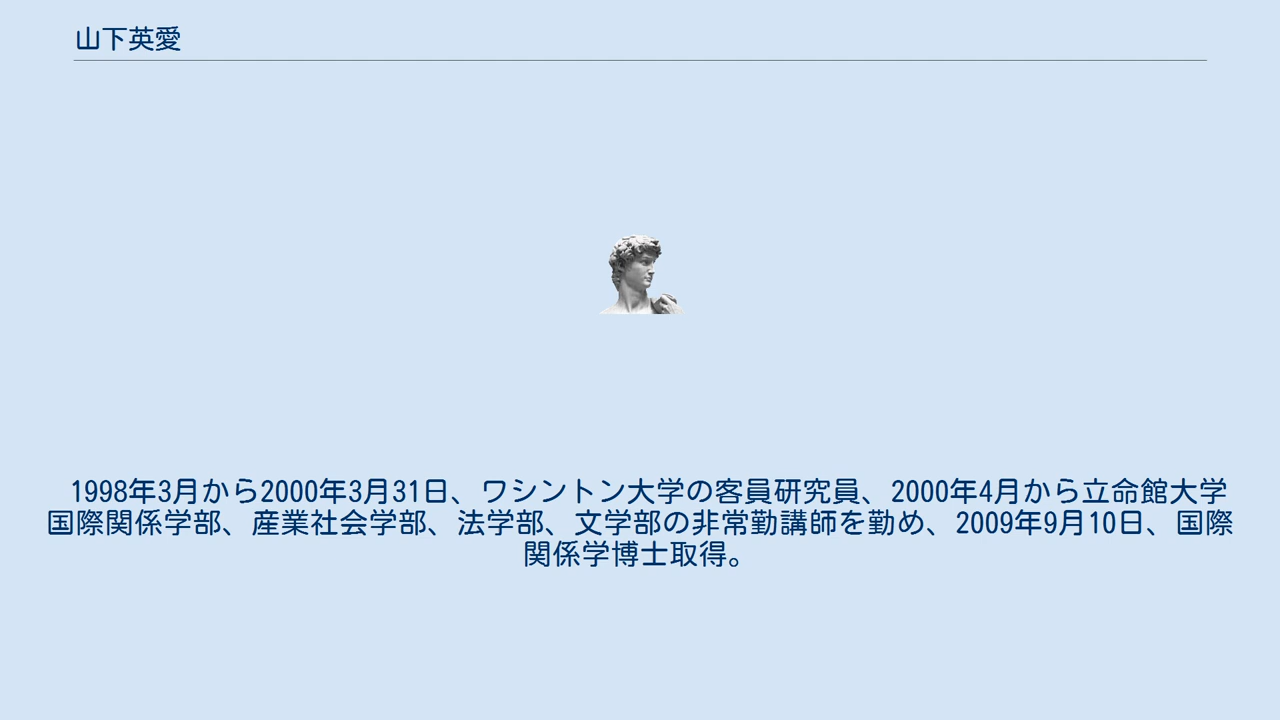 山下英愛
1998年3月から2000年3月31日、ワシントン大学の客員研究員、2000年4月から立命館大学
国際関係学部、産業社会学部、法学部、文学部の非常勤講師を勤め、2009年9月10日、国際
関係学博士取得。